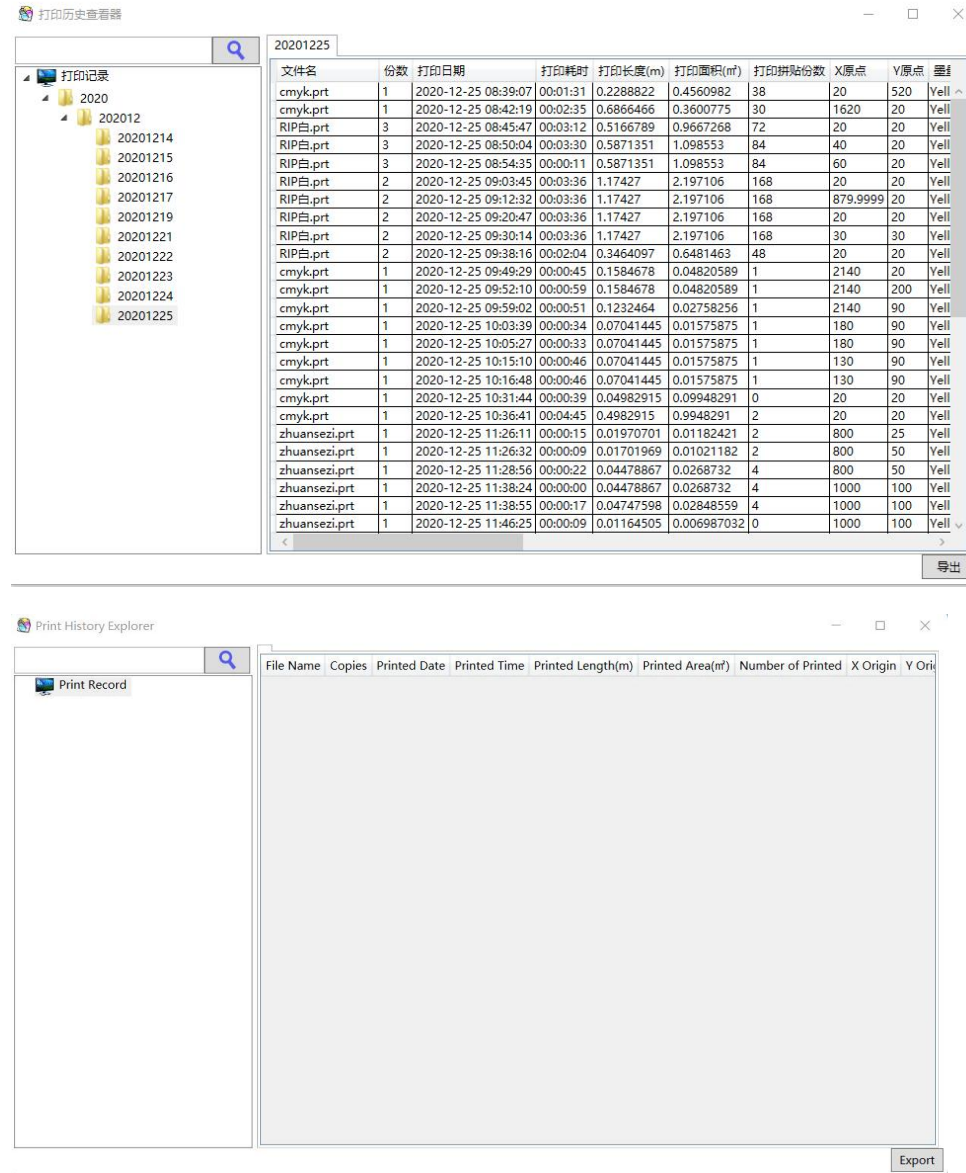 打印历史查看器
20201225
打印记录
2020
202012
20201214
20201215
20201216
20201217
20201219
20201221
20201222
20201223
20201224
20201225
文件名 份数 打印日期 打印耗时 打印长度(m) 打印面积(㎡) 打印拼贴份数 X原点 Y原点 墨量
cmyk.prt 1 2020-12-25 08:39:07 00:01:31 0.2288822 0.4560982 38 20 520 Yell
cmyk.prt 1 2020-12-25 08:42:19 00:02:35 0.6866466 0.3600775 30 1620 20 Yell
RIP白.prt 3 2020-12-25 08:45:47 00:03:12 0.5166789 0.9667268 72 20 20 Yell
RIP白.prt 3 2020-12-25 08:50:04 00:03:30 0.5871351 1.098553 84 40 20 Yell
RIP白.prt 3 2020-12-25 08:54:35 00:00:11 0.5871351 1.098553 84 60 20 Yell
RIP白.prt 2 2020-12-25 09:03:45 00:03:36 1.17427 2.197106 168 20 20 Yell
RIP白.prt 2 2020-12-25 09:12:32 00:03:36 1.17427 2.197106 168 879.9999 20 Yell
RIP白.prt 2 2020-12-25 09:20:47 00:03:36 1.17427 2.197106 168 20 20 Yell
RIP白.prt 2 2020-12-25 09:30:14 00:03:36 1.17427 2.197106 168 30 30 Yell
RIP白.prt 2 2020-12-25 09:38:16 00:02:04 0.3464097 0.6481463 48 20 20 Yell
cmyk.prt 1 2020-12-25 09:49:29 00:00:45 0.1584678 0.04820589 1 2140 20 Yell
cmyk.prt 1 2020-12-25 09:52:10 00:00:59 0.1584678 0.04820589 1 2140 200 Yell
cmyk.prt 1 2020-12-25 09:59:02 00:00:51 0.1232464 0.02758256 1 2140 90 Yell
cmyk.prt 1 2020-12-25 10:03:39 00:00:34 0.07041445 0.01575875 1 180 90 Yell
cmyk.prt 1 2020-12-25 10:05:27 00:00:33 0.07041445 0.01575875 1 180 90 Yell
cmyk.prt 1 2020-12-25 10:15:10 00:00:46 0.07041445 0.01575875 1 130 90 Yell
cmyk.prt 1 2020-12-25 10:16:48 00:00:46 0.07041445 0.01575875 1 130 90 Yell
cmyk.prt 1 2020-12-25 10:31:44 00:00:39 0.04982915 0.09948291 0 20 20 Yell
cmyk.prt 1 2020-12-25 10:36:41 00:04:45 0.4982915 0.9948291 2 20 20 Yell
zhuansezi.prt 1 2020-12-25 11:26:11 00:00:15 0.01970701 0.01182421 2 800 25 Yell
zhuansezi.prt 1 2020-12-25 11:26:32 00:00:09 0.01701969 0.01021182 2 800 50 Yell
zhuansezi.prt 1 2020-12-25 11:28:56 00:00:22 0.04478867 0.0268732 4 800 50 Yell
zhuansezi.prt 1 2020-12-25 11:38:24 00:00:00 0.04478867 0.0268732 4 1000 100 Yell
zhuansezi.prt 1 2020-12-25 11:38:55 00:00:17 0.04747598 0.02848559 4 1000 100 Yell
zhuansezi.prt 1 2020-12-25 11:46:25 00:00:09 0.01164505 0.006987032 0 1000 100 Yell
导出
Print History Explorer
Print Record
File Name Copies Printed Date Printed Time Printed Length(m) Printed Area(㎡) Number of Printed X Origin Y Orig
Export